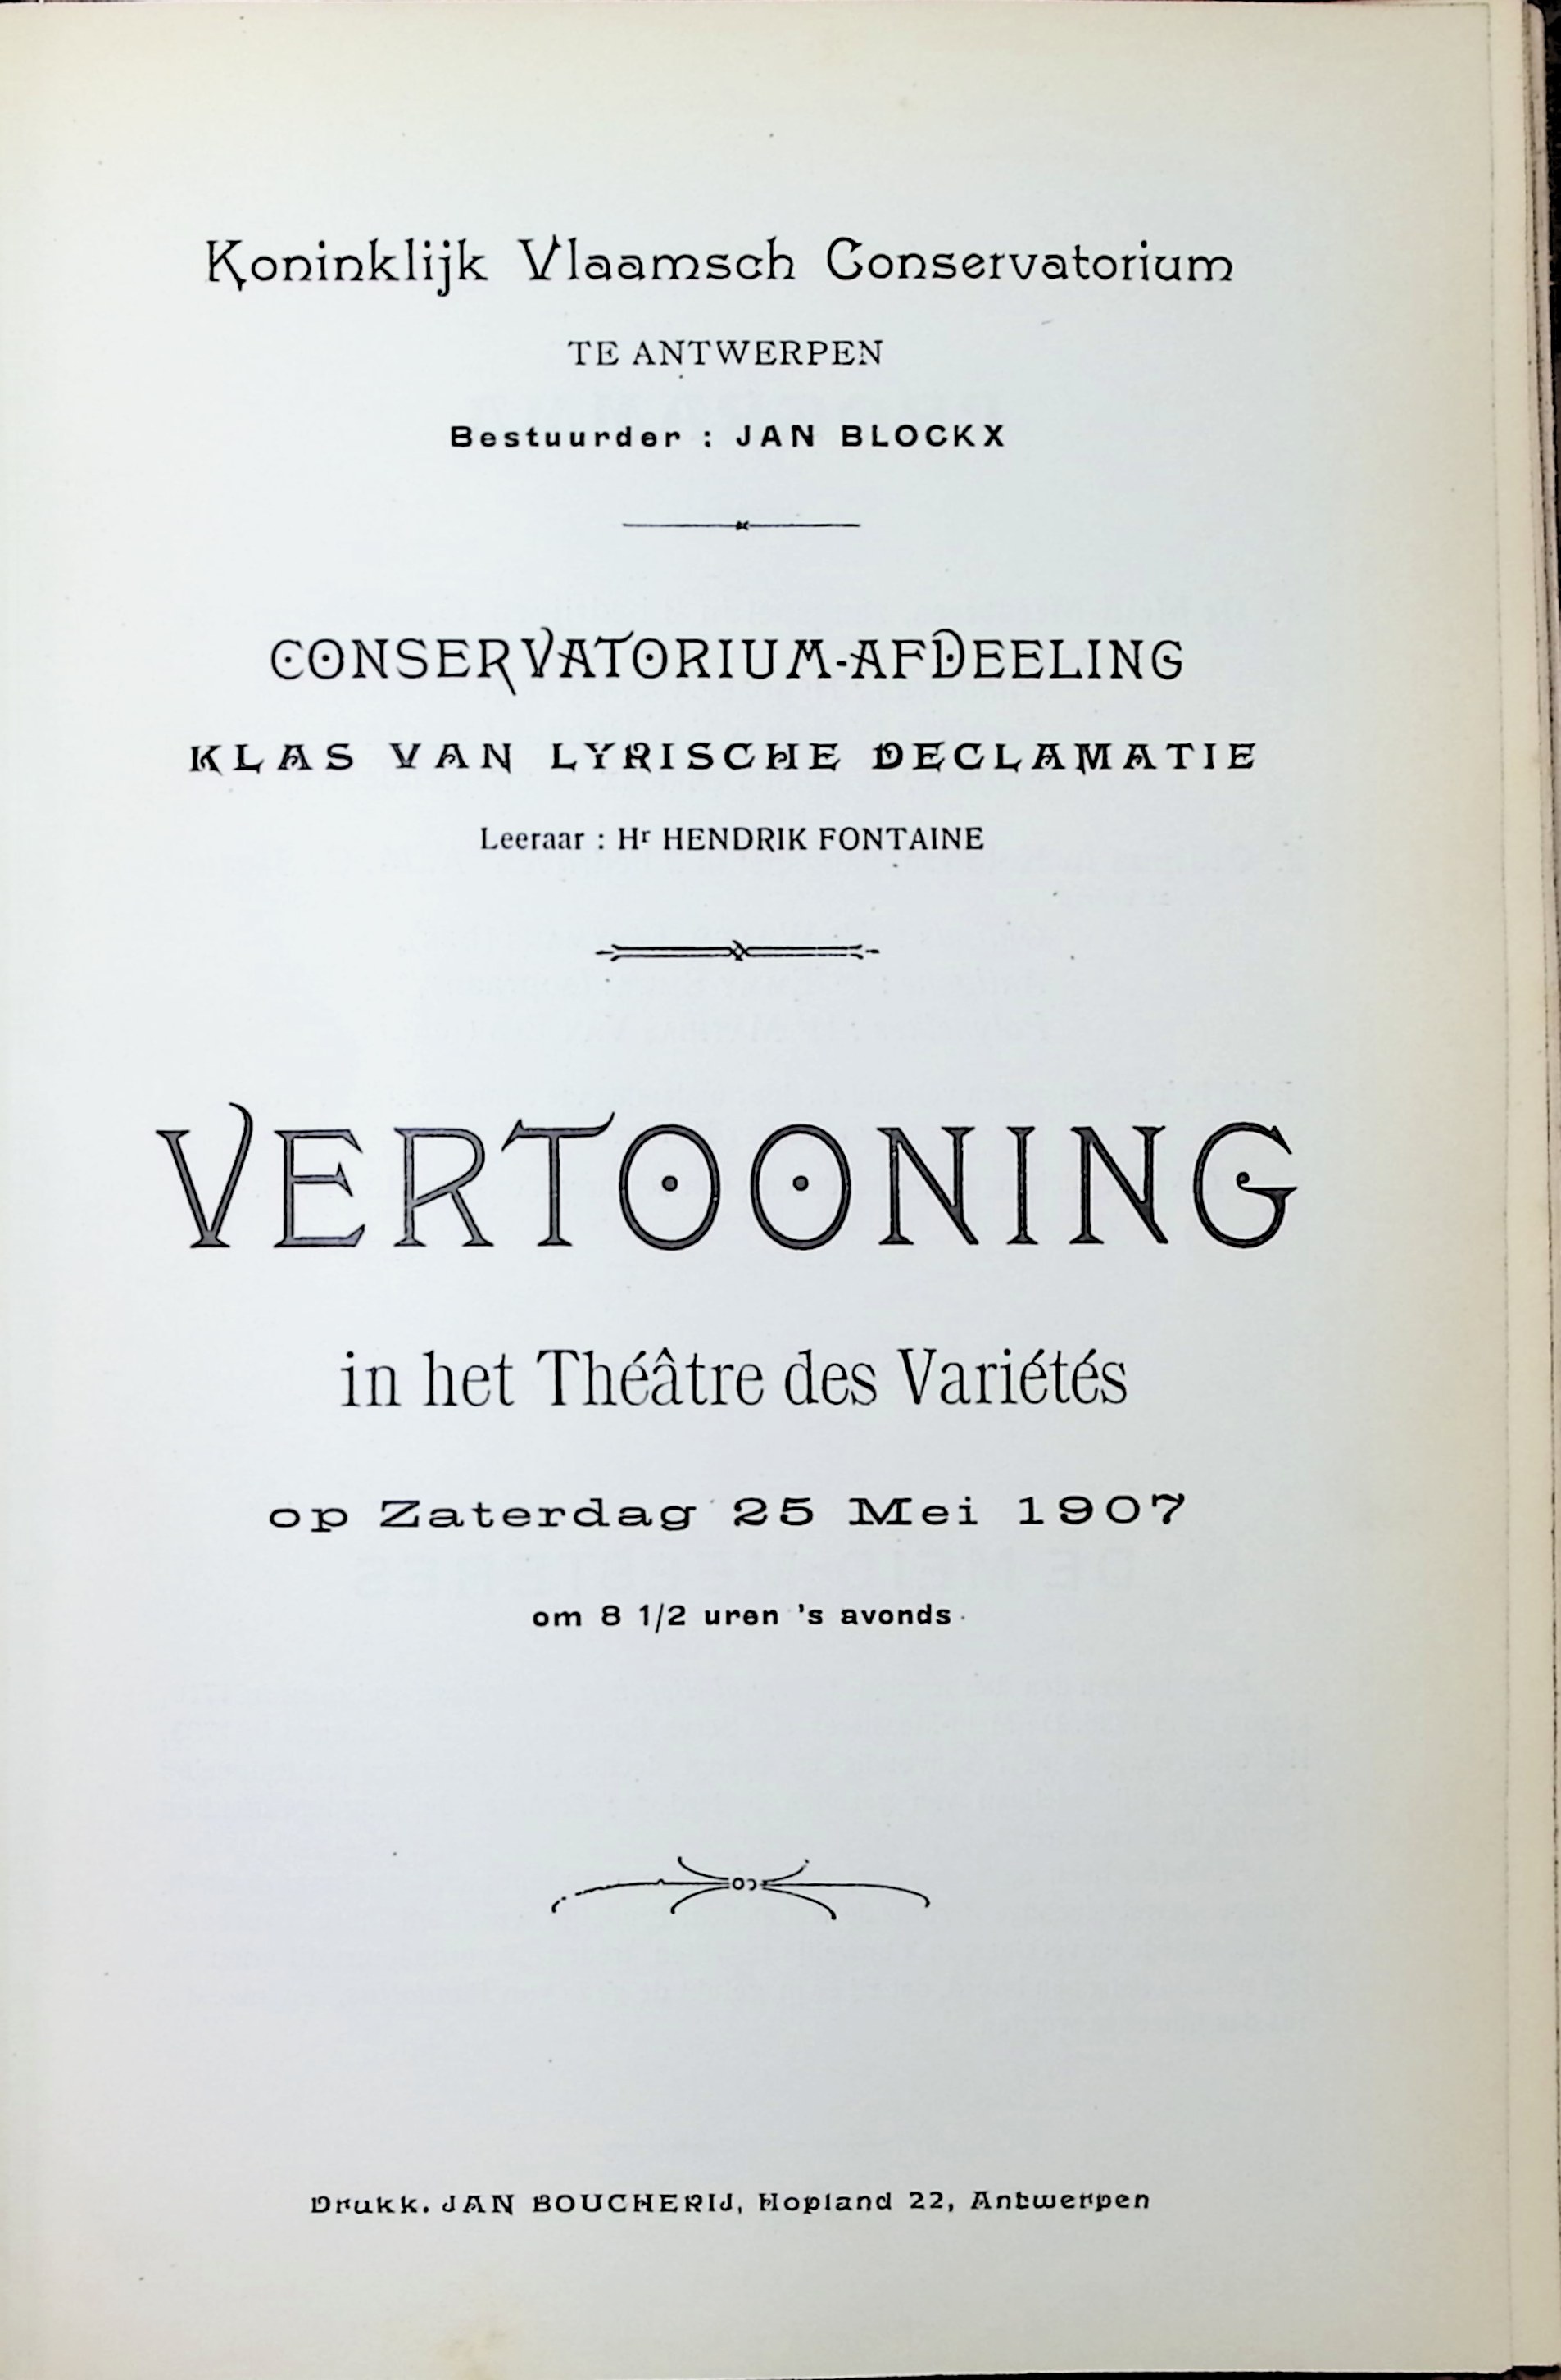 Koninklijk Vlaamsch Conservatorium
TE ANTWERPEN
Bestuurder : JAN BLOCKX
CONSERVATORIUM-AFDEELING
KLAS VAN LYRISCHE DECLAMATIE
Leeraar : Hr HENDRIK FONTAINE
VERTOONING
in het Théâtre des Variétés
op Zaterdag 25 Mei 1907
om 8 1/2 uren 's avonds
Drukk. JAN BOUCHERIJ, Hopland 22, Antwerpen